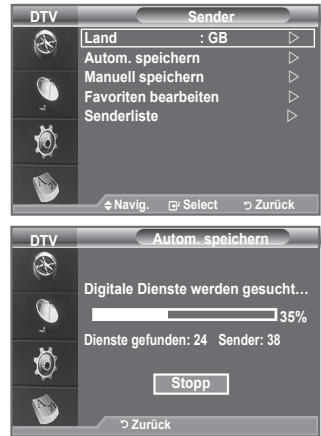 DTV Sender
Land : GB
Autom. speichern
Manuell speichern
Favoriten bearbeiten
Senderliste
Navig. Select Zurück
DTV Autom. speichern
Digitale Dienste werden gesucht...
35%
Dienste gefunden: 24 Sender: 38
Stopp
Zurück